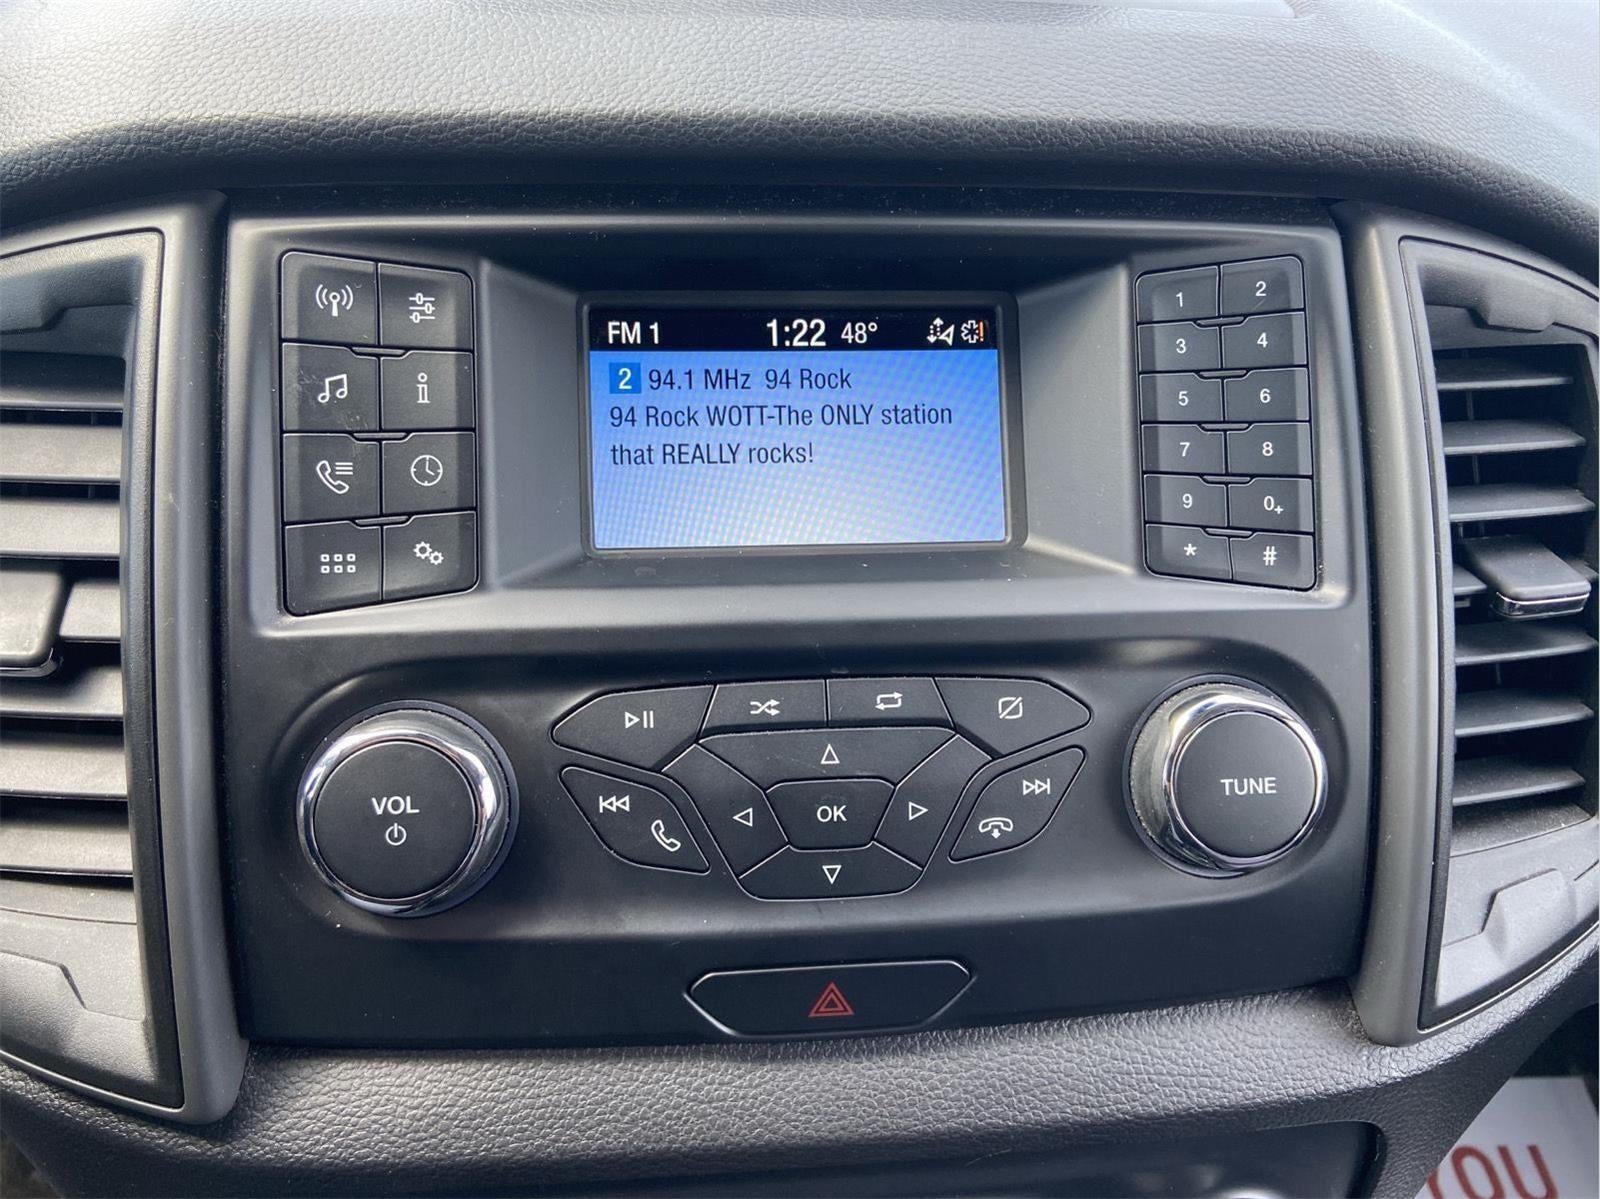 FM 1 1:22 48°
2 94.1 MHz 94 Rock
94 Rock WOTT-The ONLY station
that REALLY rocks!
1 2
3 4
5 6
7 8
9 0+
* #
i
VOL
OK
TUNE
YOU